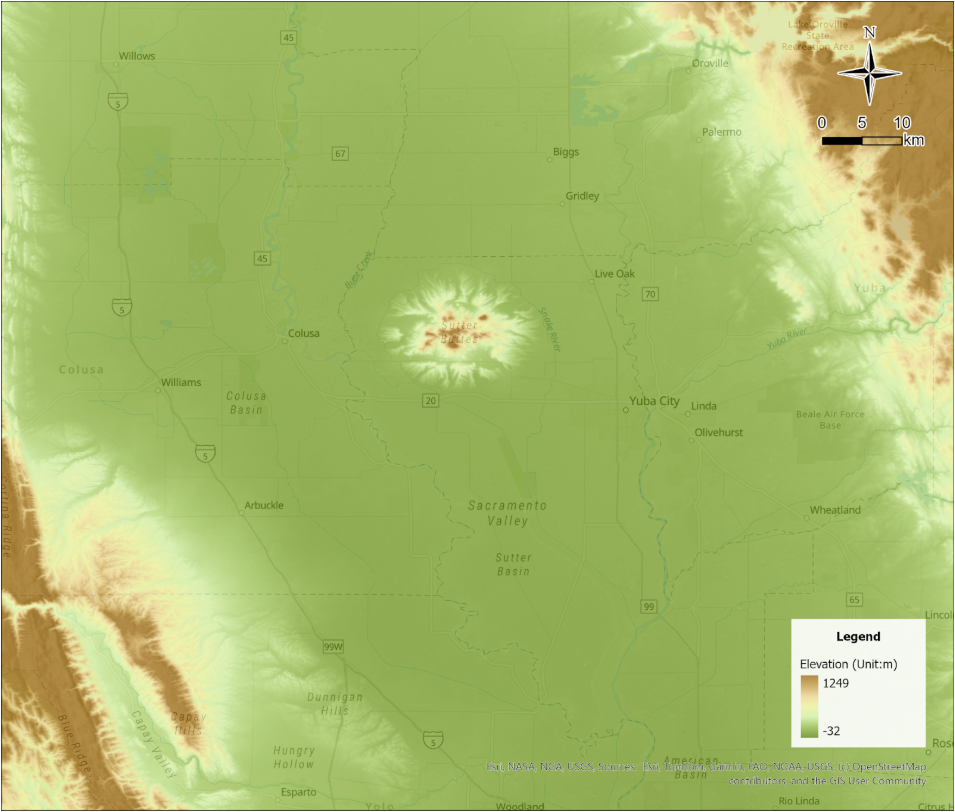 Lake Oroville
State
Recreation Area
N
45
Willows
Oroville
5
0 5 10
km
Palermo
67
Biggs
Gridley
45
Butte Creek
Live Oak
70
Yuba
5
Snake River
Sutter
Buttes
Colusa
Yuba River
Colusa
Williams
Colusa
Basin
20
Yuba City
Linda
Beale Air Force
Base
Olivehurst
5
Arbuckle
Sacramento
Valley
Wheatland
Ridge
Sutter
Basin
99
65
Lincol
99W
Legend
Elevation (Unit:m)
1249
-32
Dunnigan
Hills
Capay
Hills
Blue Ridge
Capay Valley
5
Hungry
Hollow
Rose
American
Basin
Esri, NASA, NGA, USGS, Sources: Esri, TomTom, Garmin, FAO, NOAA, USGS, (c) OpenStreetMap
contributors, and the GIS User Community
Esparto
Yolo
Woodland
Rio Linda
Citrus H